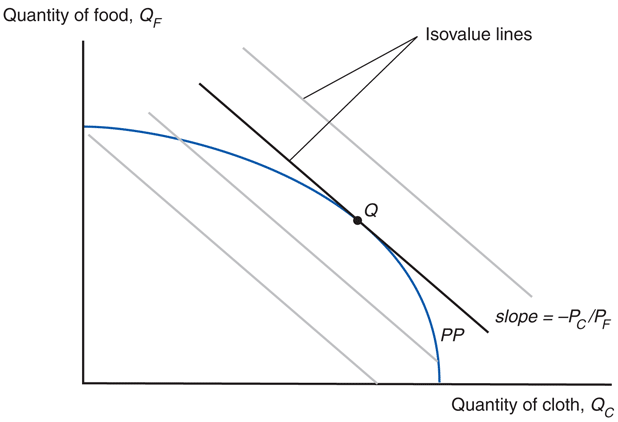 Quantity of food, Q_F
Isovalue lines
Q
slope = –P_C/P_F
PP
Quantity of cloth, Q_C